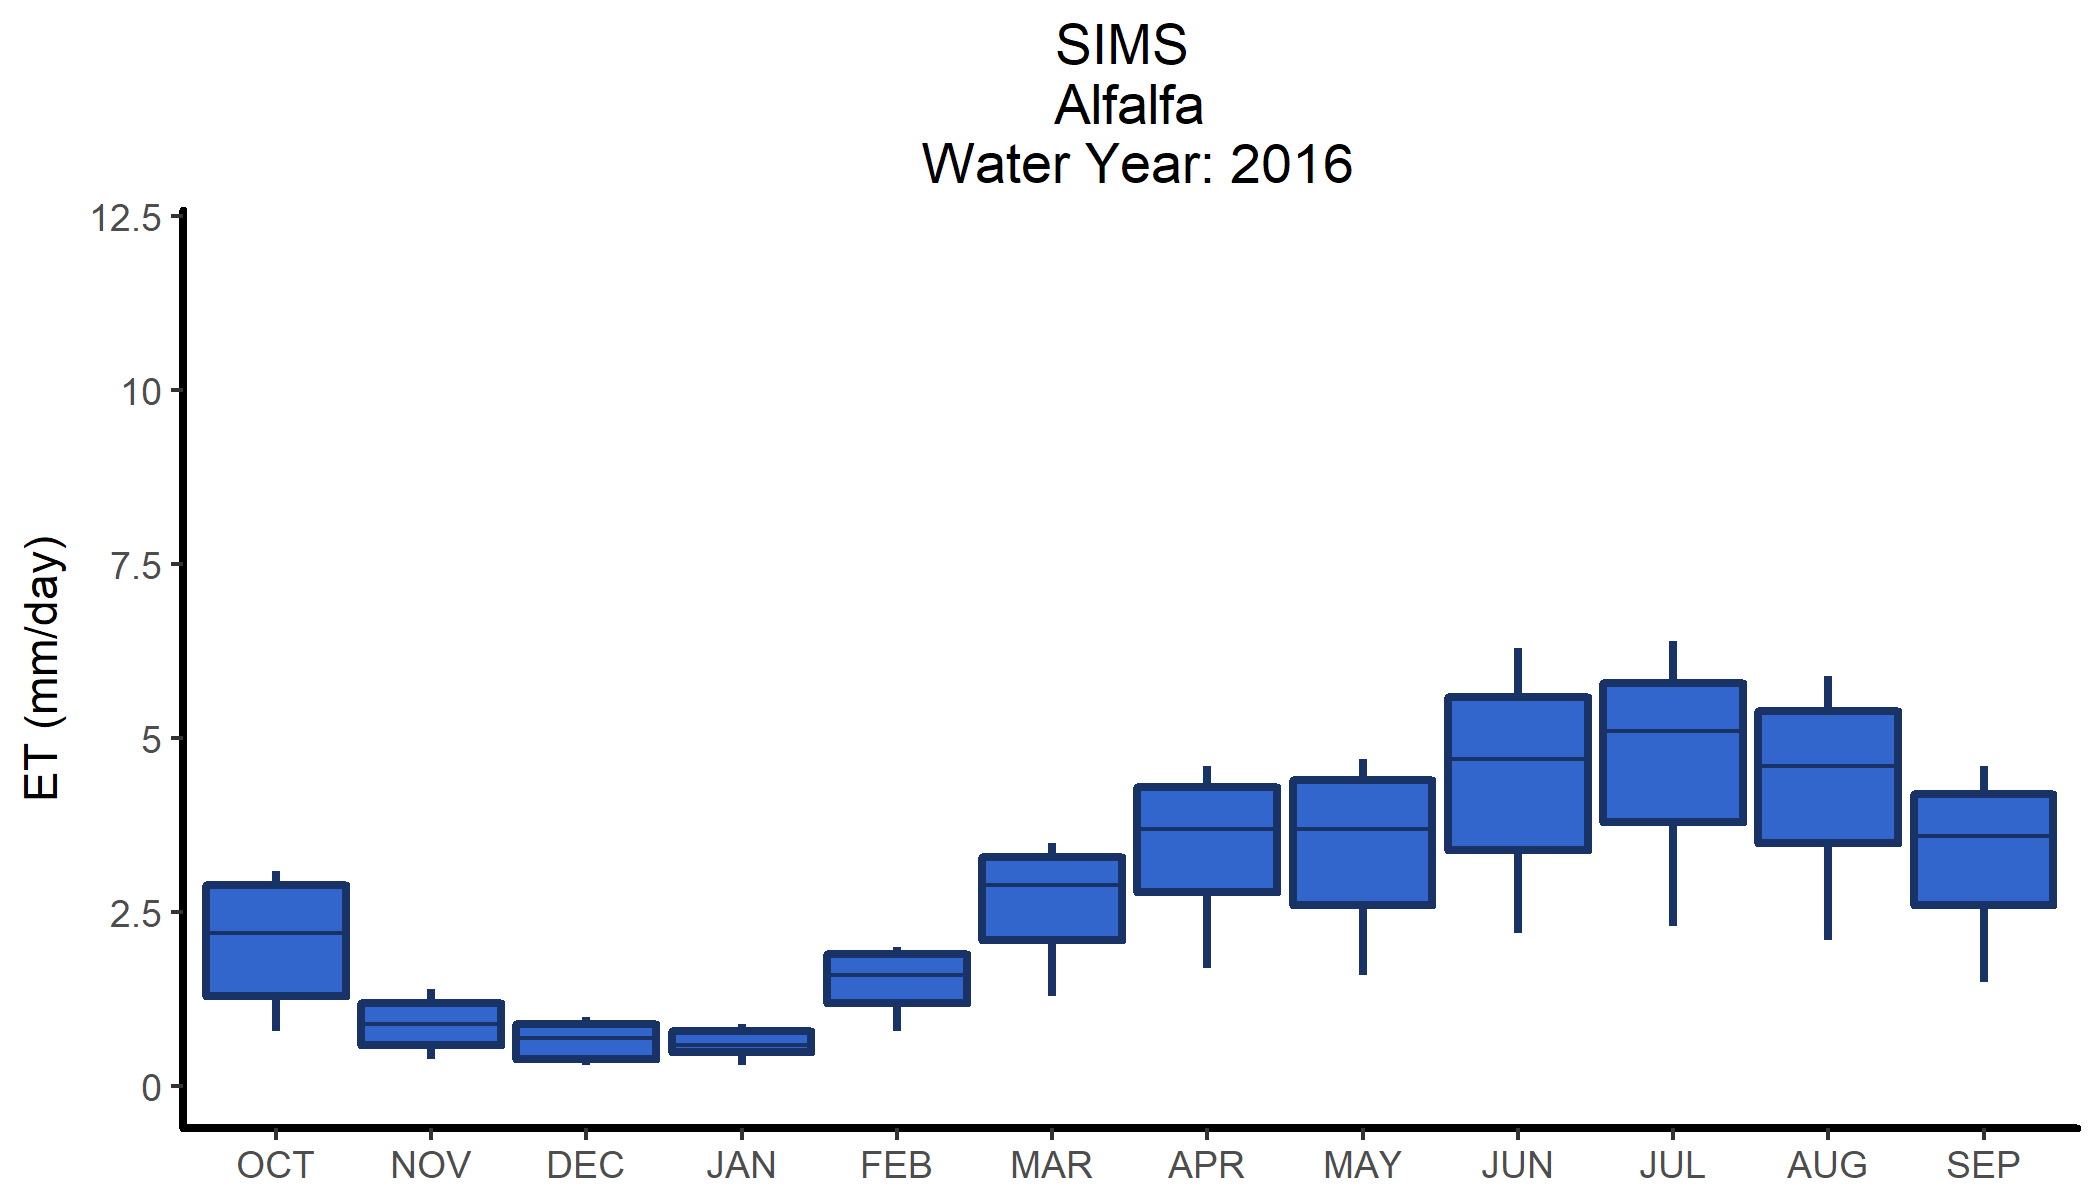 SIMS
Alfalfa
Water Year: 2016
12.5
10
7.5
5
2.5
0
ET (mm/day)
OCT NOV DEC JAN FEB MAR APR MAY JUN JUL AUG SEP